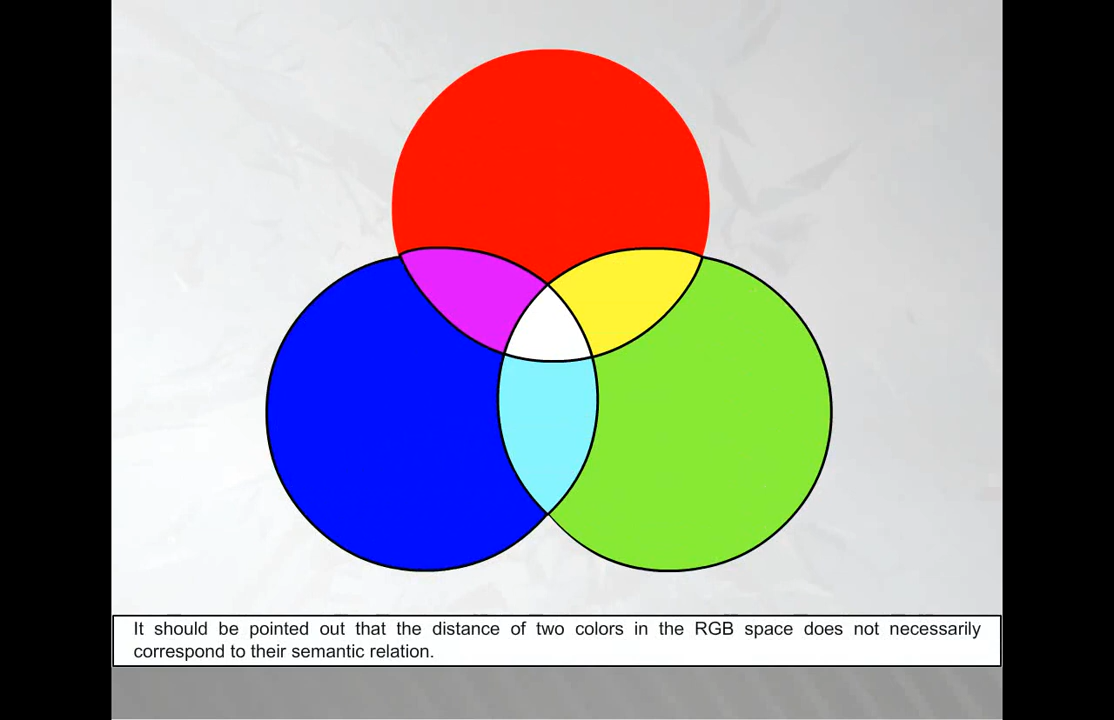 It should be pointed out that the distance of two colors in the RGB space does not necessarily
correspond to their semantic relation.